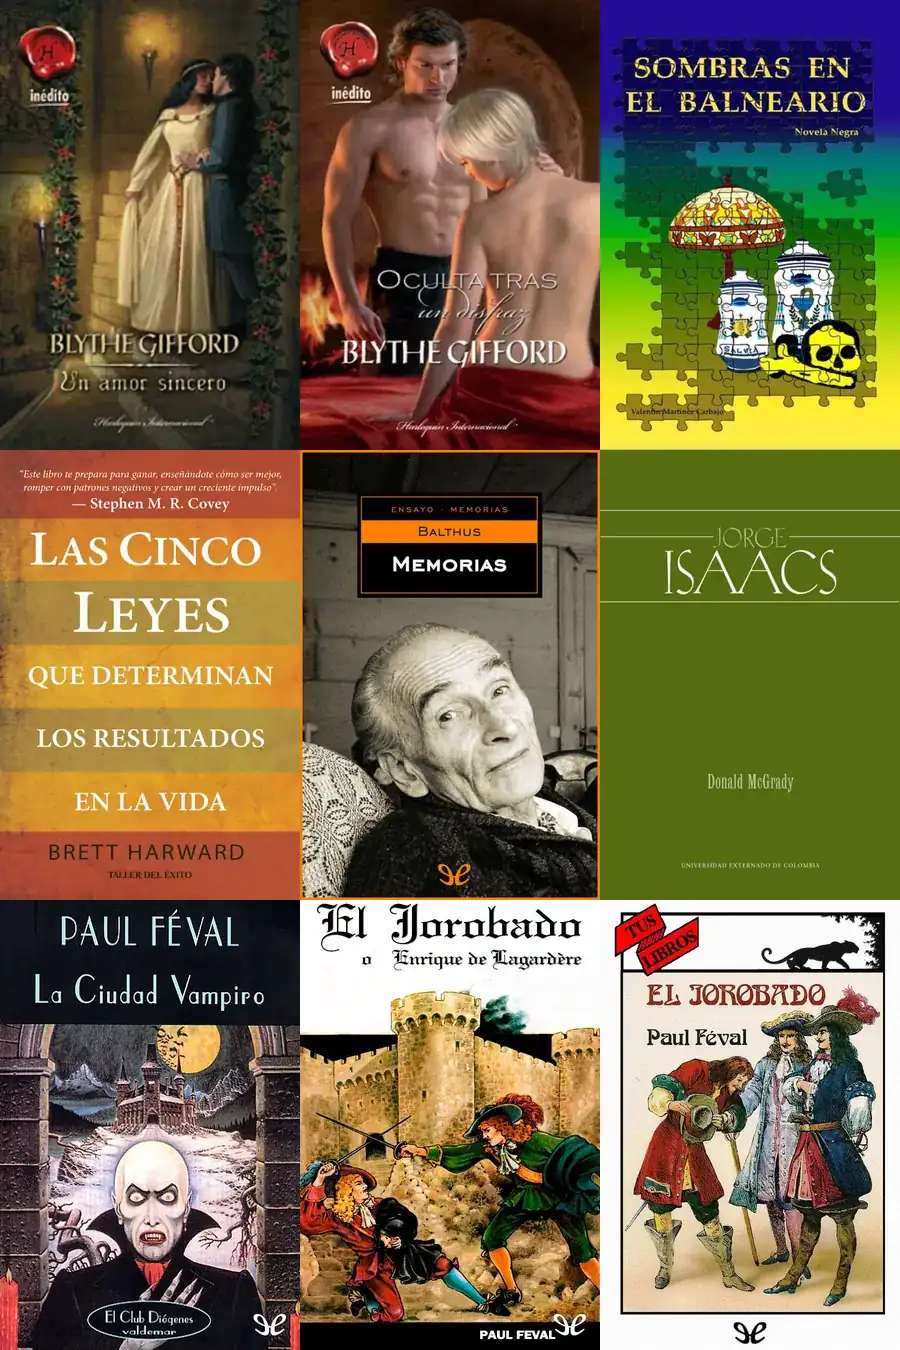 H
inédito
BLYTHE GIFFORD
Un amor sincero
Harlequin Internacional
H
inédito
OCULTA TRAS
un disfraz
BLYTHE GIFFORD
Harlequin Internacional
SOMBRAS EN
EL BALNEARIO
Novela Negra
SALVIA
Valentín Martínez Carbajo
"Este libro te prepara para ganar, enseñándote cómo ser mejor,
romper con patrones negativos y crear un creciente impulso".
— Stephen M. R. Covey
LAS CINCO
LEYES
QUE DETERMINAN
LOS RESULTADOS
EN LA VIDA
BRETT HARWARD
TALLER DEL ÉXITO
ENSAYO · MEMORIAS
BALTHUS
MEMORIAS
JORGE
ISAACS
Donald McGrady
UNIVERSIDAD EXTERNADO DE COLOMBIA
PAUL FÉVAL
La Ciudad Vampiro
El Club Diógenes
valdemar
El Jorobado
o Enrique de Lagardère
PAUL FEVAL
TUS
LIBROS
EL JOROBADO
Paul Féval